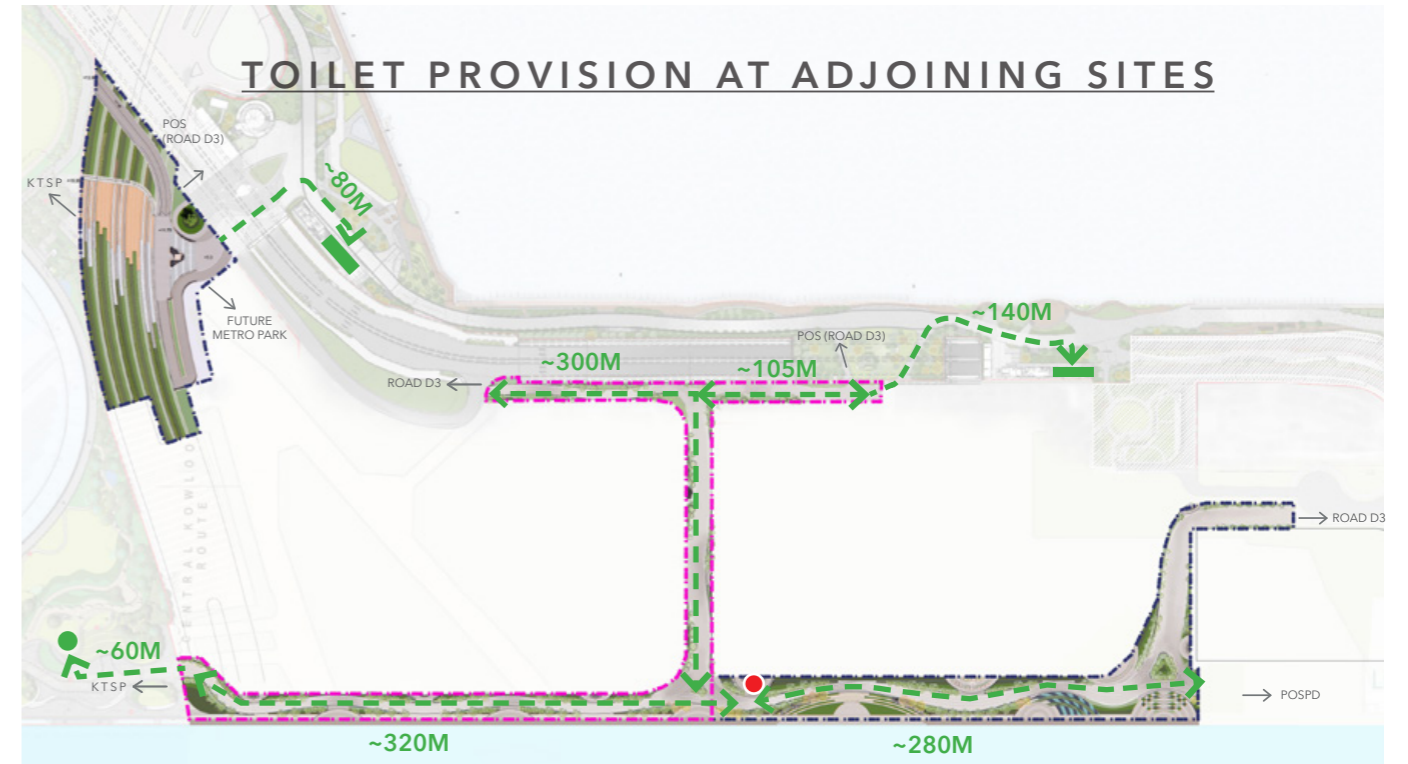 TOILET PROVISION AT ADJOINING SITES
POS
(ROAD D3)
KTSP
~80M
FUTURE
METRO PARK
~140M
POS (ROAD D3)
~300M
~105M
ROAD D3
CENTRAL KOWLOON
ROUTE
ROAD D3
~60M
KTSP
POSPD
~320M
~280M